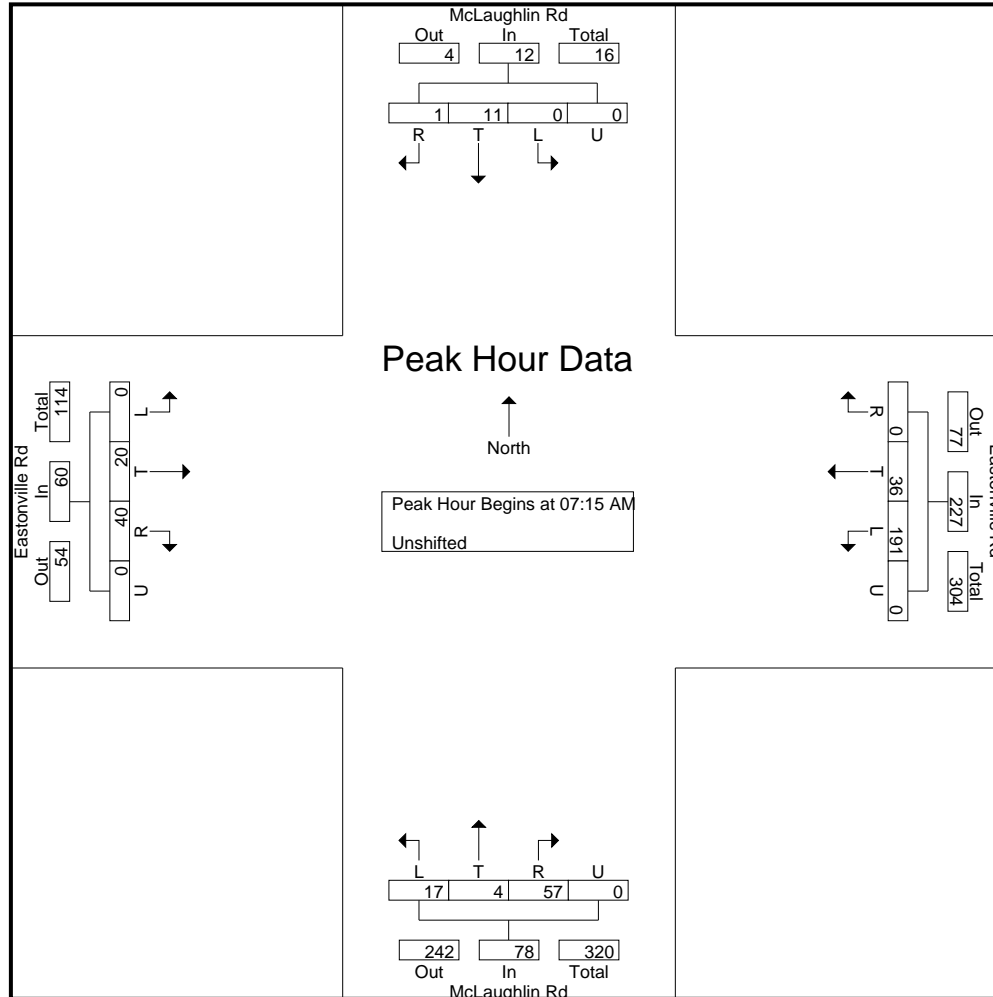 McLaughlin Rd
Out In Total
4 12 16
1 11 0 0
R T L U
Peak Hour Data
North
Peak Hour Begins at 07:15 AM
Unshifted
Eastonville Rd
Out In Total
54 60 114
0 20 40 0
L T R U
Out In Total
77 227 304
0 36 191 0
R T L U
L T R U
17 4 57 0
242 78 320
Out In Total
McLaughlin Rd